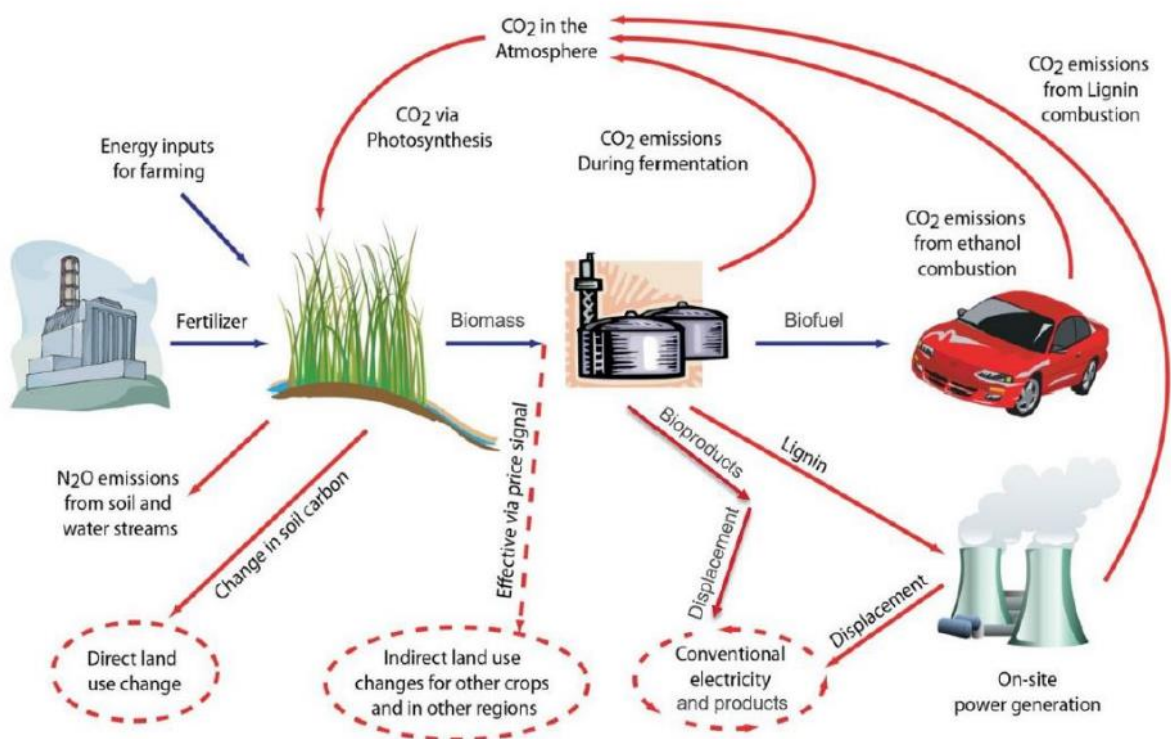 CO2 in the
Atmosphere
CO2 emissions
from Lignin
combustion
CO2 via
Photosynthesis
CO2 emissions
During fermentation
Energy inputs
for farming
CO2 emissions
from ethanol
combustion
Fertilizer
Biomass
Biofuel
Bioproducts
Lignin
N2O emissions
from soil and
water streams
Change in soil carbon
Effective via price signal
Displacement
Displacement
Direct land
use change
Indirect land use
changes for other crops
and in other regions
Conventional
electricity
and products
On-site
power generation